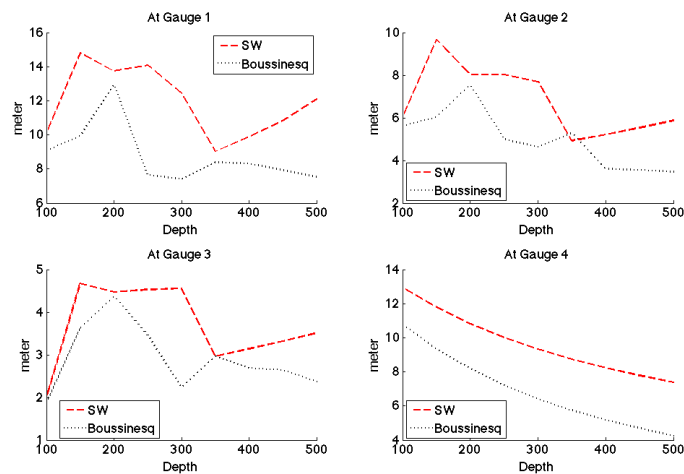 At Gauge 1
16
14
12
10
8
6
meter
100
200
300
400
500
Depth
SW
Boussinesq
At Gauge 2
10
8
6
4
2
meter
100
200
300
400
500
Depth
SW
Boussinesq
At Gauge 3
5
4
3
2
1
meter
100
200
300
400
500
Depth
SW
Boussinesq
At Gauge 4
14
12
10
8
6
4
meter
100
200
300
400
500
Depth
SW
Boussinesq